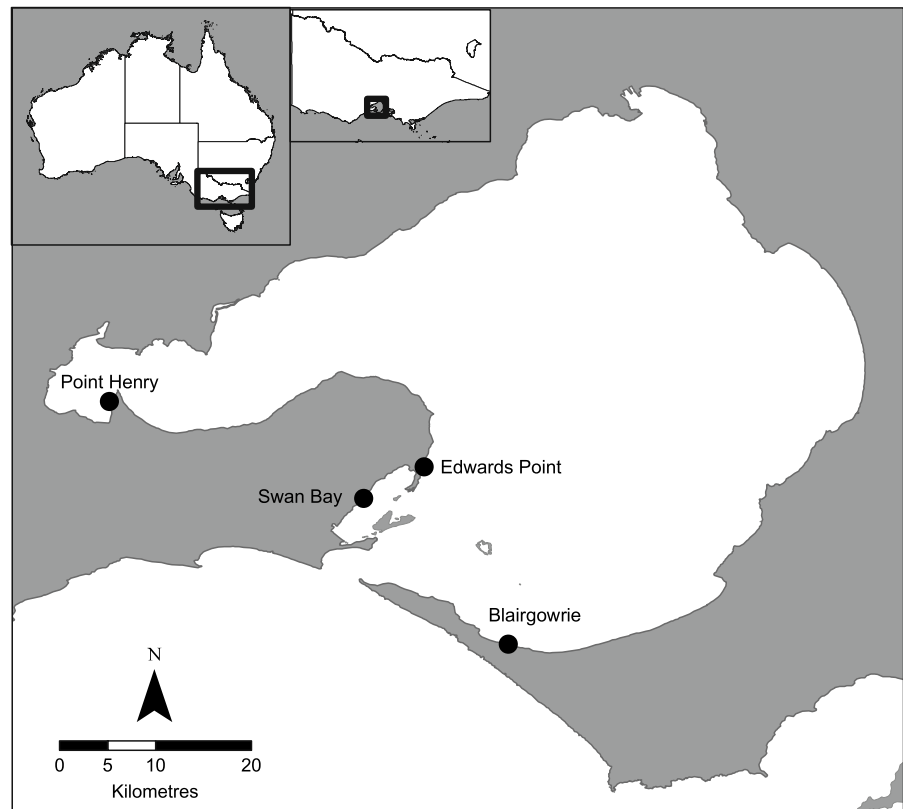 Point Henry
Edwards Point
Swan Bay
Blairgowrie
N
0 5 10 20
Kilometres